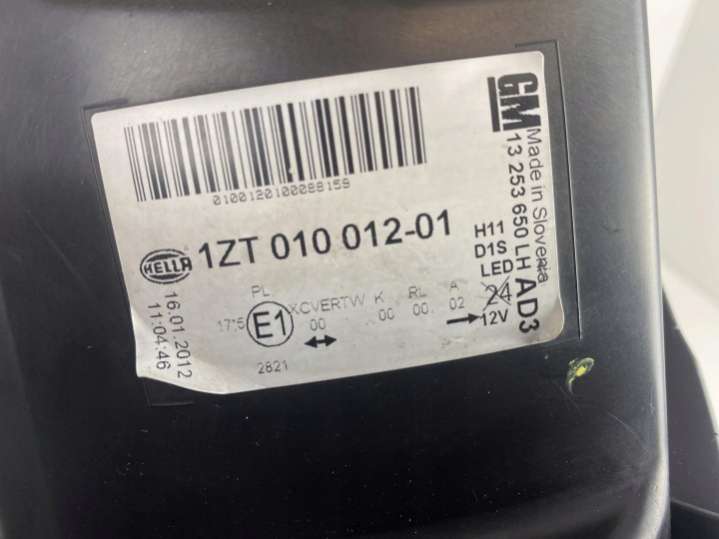 0100120100088159
1ZT 010 012-01
HELLA
16.01.2012
11:04:46
PL
17:5
E1
2821
XCVERTW
00
K
00
RL
00
A
02
H11
D1S
LED
24
12V
GM
Made in Slovenia
13 253 650 LH AD3